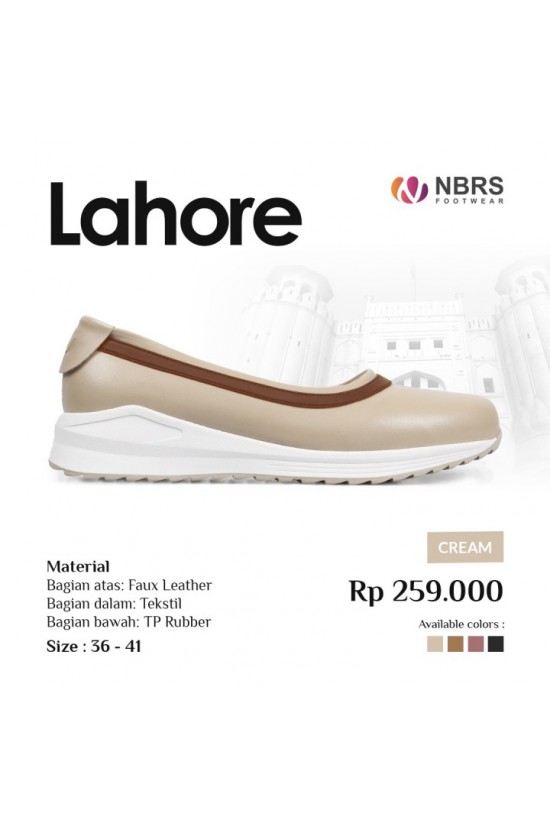 Lahore
NBRS
FOOTWEAR
CREAM
Material
Bagian atas: Faux Leather
Bagian dalam: Tekstil
Bagian bawah: TP Rubber
Size : 36 - 41
Rp 259.000
Available colors :